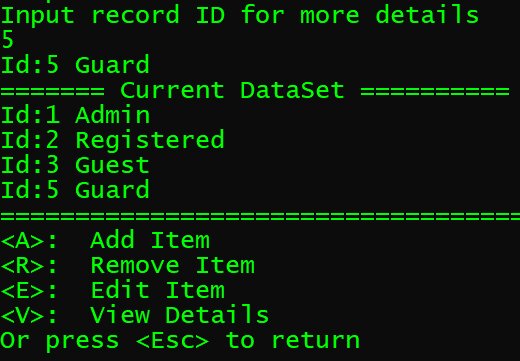 Input record ID for more details
5
Id:5 Guard
======= Current DataSet ==========
Id:1 Admin
Id:2 Registered
Id:3 Guest
Id:5 Guard
===================================
<A>:  Add Item
<R>:  Remove Item
<E>:  Edit Item
<V>:  View Details
Or press <Esc> to return